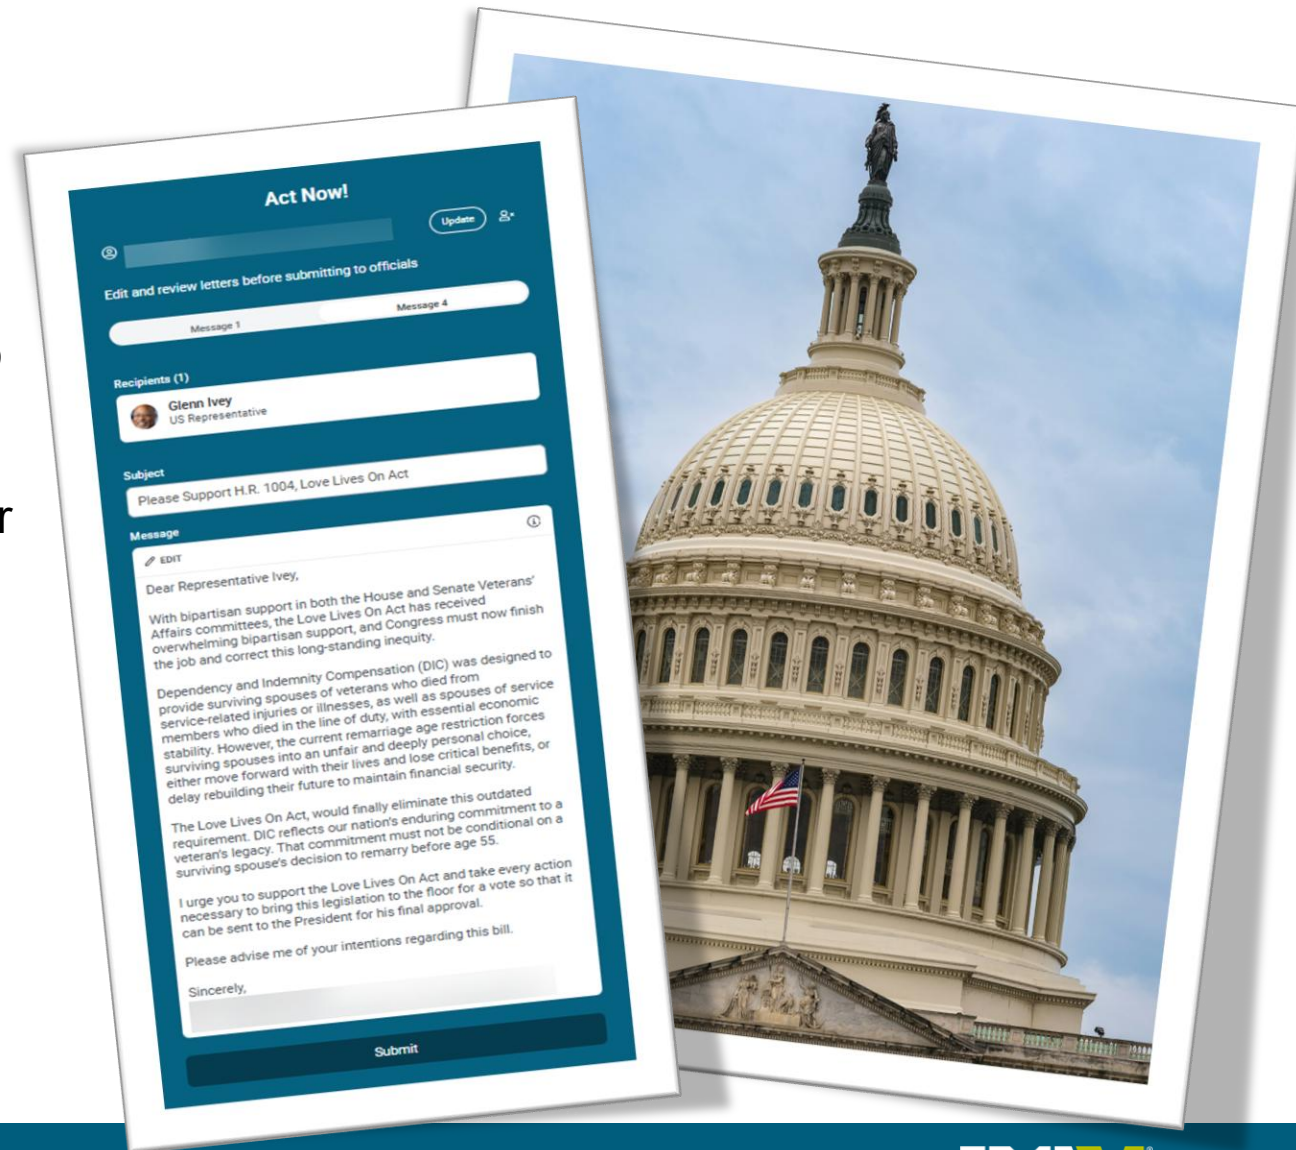 Act Now!
Update
Edit and review letters before submitting to officials
Message 1
Message 4
Recipients (1)
Glenn Ivey
US Representative
Subject
Please Support H.R. 1004, Love Lives On Act
Message
EDIT
Dear Representative Ivey,
With bipartisan support in both the House and Senate Veterans'
Affairs committees, the Love Lives On Act has received
overwhelming bipartisan support, and Congress must now finish
the job and correct this long-standing inequity.
Dependency and Indemnity Compensation (DIC) was designed to
provide surviving spouses of veterans who died from
service-related injuries or illnesses, as well as spouses of service
members who died in the line of duty, with essential economic
stability. However, the current remarriage age restriction forces
surviving spouses into an unfair and deeply personal choice,
either move forward with their lives and lose critical benefits, or
delay rebuilding their future to maintain financial security.
The Love Lives On Act, would finally eliminate this outdated
requirement. DIC reflects our nation's enduring commitment to a
veteran's legacy. That commitment must not be conditional on a
surviving spouse's decision to remarry before age 55.
I urge you to support the Love Lives On Act and take every action
necessary to bring this legislation to the floor for a vote so that it
can be sent to the President for his final approval.
Please advise me of your intentions regarding this bill.
Sincerely,
Submit